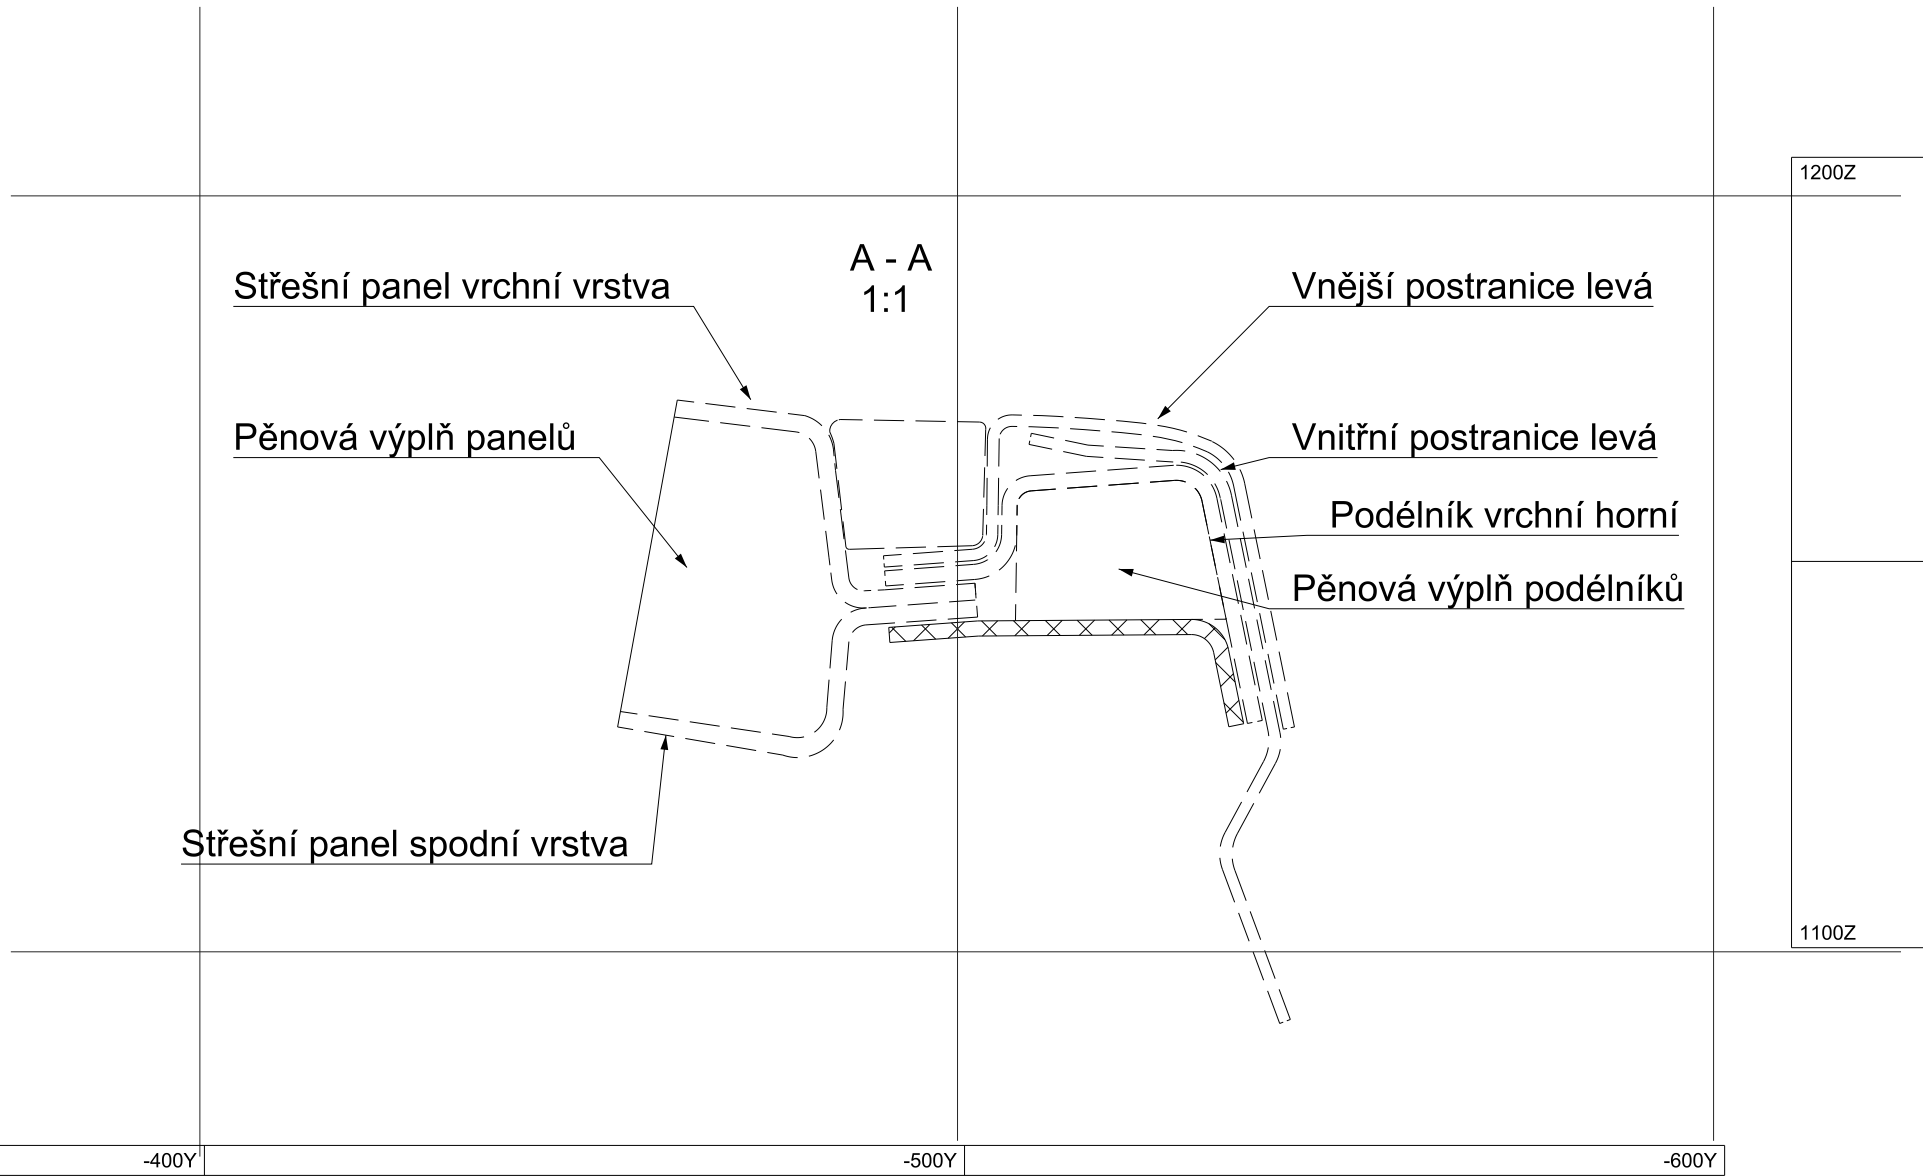 1200Z
A - A
1:1
Střešní panel vrchní vrstva
Vnější postranice levá
Pěnová výplň panelů
Vnitřní postranice levá
Podélník vrchní horní
Pěnová výplň podélníků
Střešní panel spodní vrstva
1100Z
-400Y
-500Y
-600Y